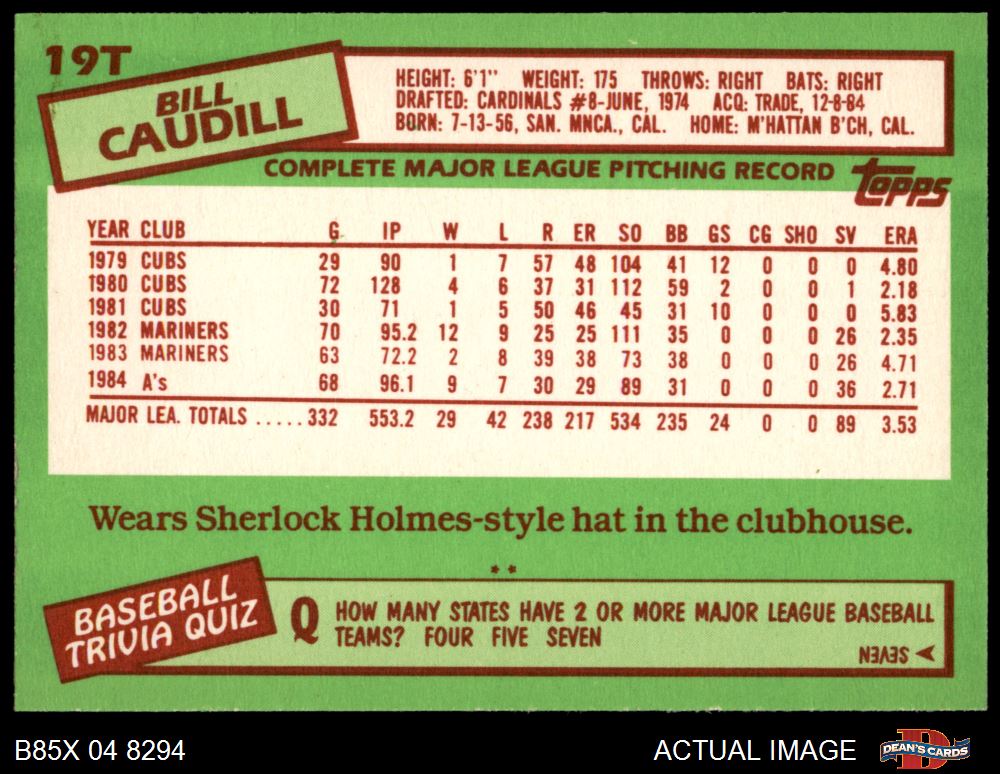 19T
BILL
CAUDILL
HEIGHT: 6'1" WEIGHT: 175 THROWS: RIGHT BATS: RIGHT
DRAFTED: CARDINALS #8-JUNE, 1974 ACQ: TRADE, 12-8-84
BORN: 7-13-56, SAN. MNCA., CAL. HOME: M'HATTAN B'CH, CAL.
COMPLETE MAJOR LEAGUE PITCHING RECORD
topps
YEAR CLUB G IP W L R ER SO BB GS CG SHO SV ERA
1979 CUBS 29 90 1 7 57 48 104 41 12 0 0 0 4.80
1980 CUBS 72 128 4 6 37 31 112 59 2 0 0 1 2.18
1981 CUBS 30 71 1 5 50 46 45 31 10 0 0 0 5.83
1982 MARINERS 70 95.2 12 9 25 25 111 35 0 0 0 26 2.35
1983 MARINERS 63 72.2 2 8 39 38 73 38 0 0 0 26 4.71
1984 A's 68 96.1 9 7 30 29 89 31 0 0 0 36 2.71
MAJOR LEA. TOTALS .....332 553.2 29 42 238 217 534 235 24 0 0 89 3.53
Wears Sherlock Holmes-style hat in the clubhouse.
**
BASEBALL
TRIVIA QUIZ
Q HOW MANY STATES HAVE 2 OR MORE MAJOR LEAGUE BASEBALL
TEAMS? FOUR FIVE SEVEN
SEVEN
B85X 04 8294
ACTUAL IMAGE
DEAN'S CARDS